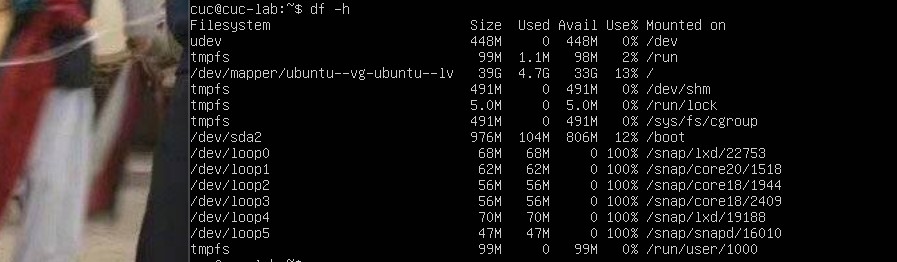 cuc@cuc-lab:~$ df -h
Filesystem Size Used Avail Use% Mounted on
udev 448M 0 448M 0% /dev
tmpfs 99M 1.1M 98M 2% /run
/dev/mapper/ubuntu--vg-ubuntu--lv 39G 4.7G 33G 13% /
tmpfs 491M 0 491M 0% /dev/shm
tmpfs 5.0M 0 5.0M 0% /run/lock
tmpfs 491M 0 491M 0% /sys/fs/cgroup
/dev/sda2 976M 104M 806M 12% /boot
/dev/loop0 68M 68M 0 100% /snap/lxd/22753
/dev/loop1 62M 62M 0 100% /snap/core20/1518
/dev/loop2 56M 56M 0 100% /snap/core18/1944
/dev/loop3 56M 56M 0 100% /snap/core18/2409
/dev/loop4 70M 70M 0 100% /snap/lxd/19188
/dev/loop5 47M 47M 0 100% /snap/snapd/16010
tmpfs 99M 0 99M 0% /run/user/1000